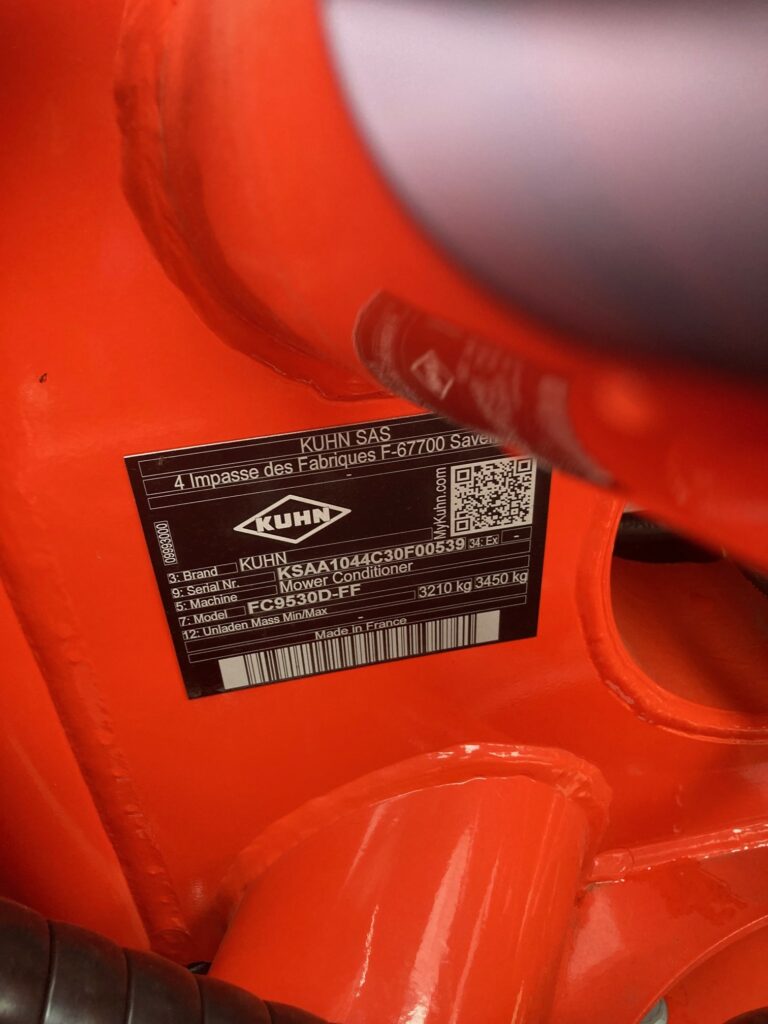 KUHN SAS
4 Impasse des Fabriques F-67700
MyKuhn.com
KUHN
09993000
3: Brand KUHN
9: Serial Nr. KSAA1044C30F00539 34: Ex -
5: Machine Mower Conditioner
7: Model FC9530D-FF
12: Unladen Mass Min/Max - 3210 kg 3450 kg
Made in France